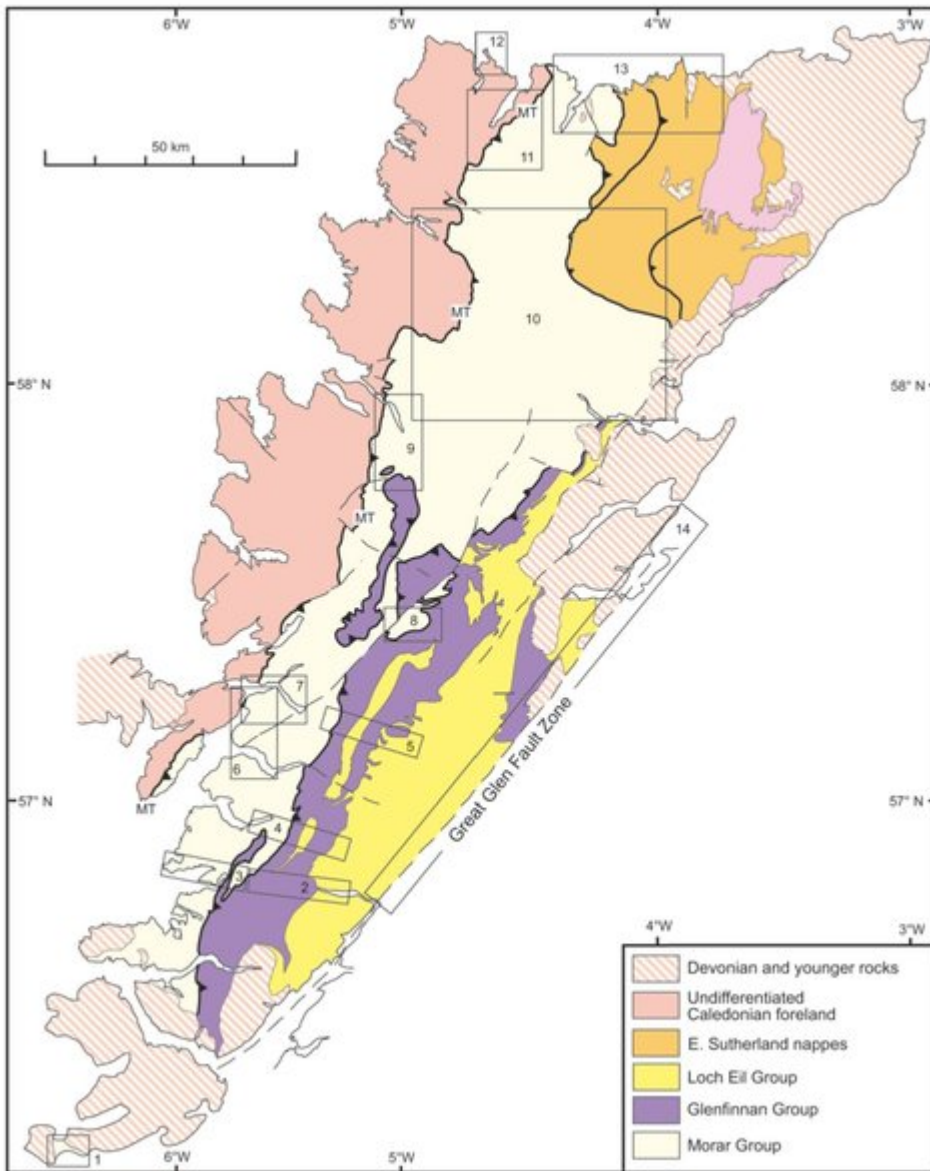 6°W
5°W
4°W
3°W
12
13
MT
50 km
11
10
MT
58° N
58° N
9
MT
14
8
7
5
6
Great Glen Fault Zone
57° N
57° N
MT
4
3
2
4°W
3°W
Devonian and younger rocks
Undifferentiated
Caledonian foreland
E. Sutherland nappes
Loch Eil Group
Glenfinnan Group
Morar Group
1
6°W
5°W